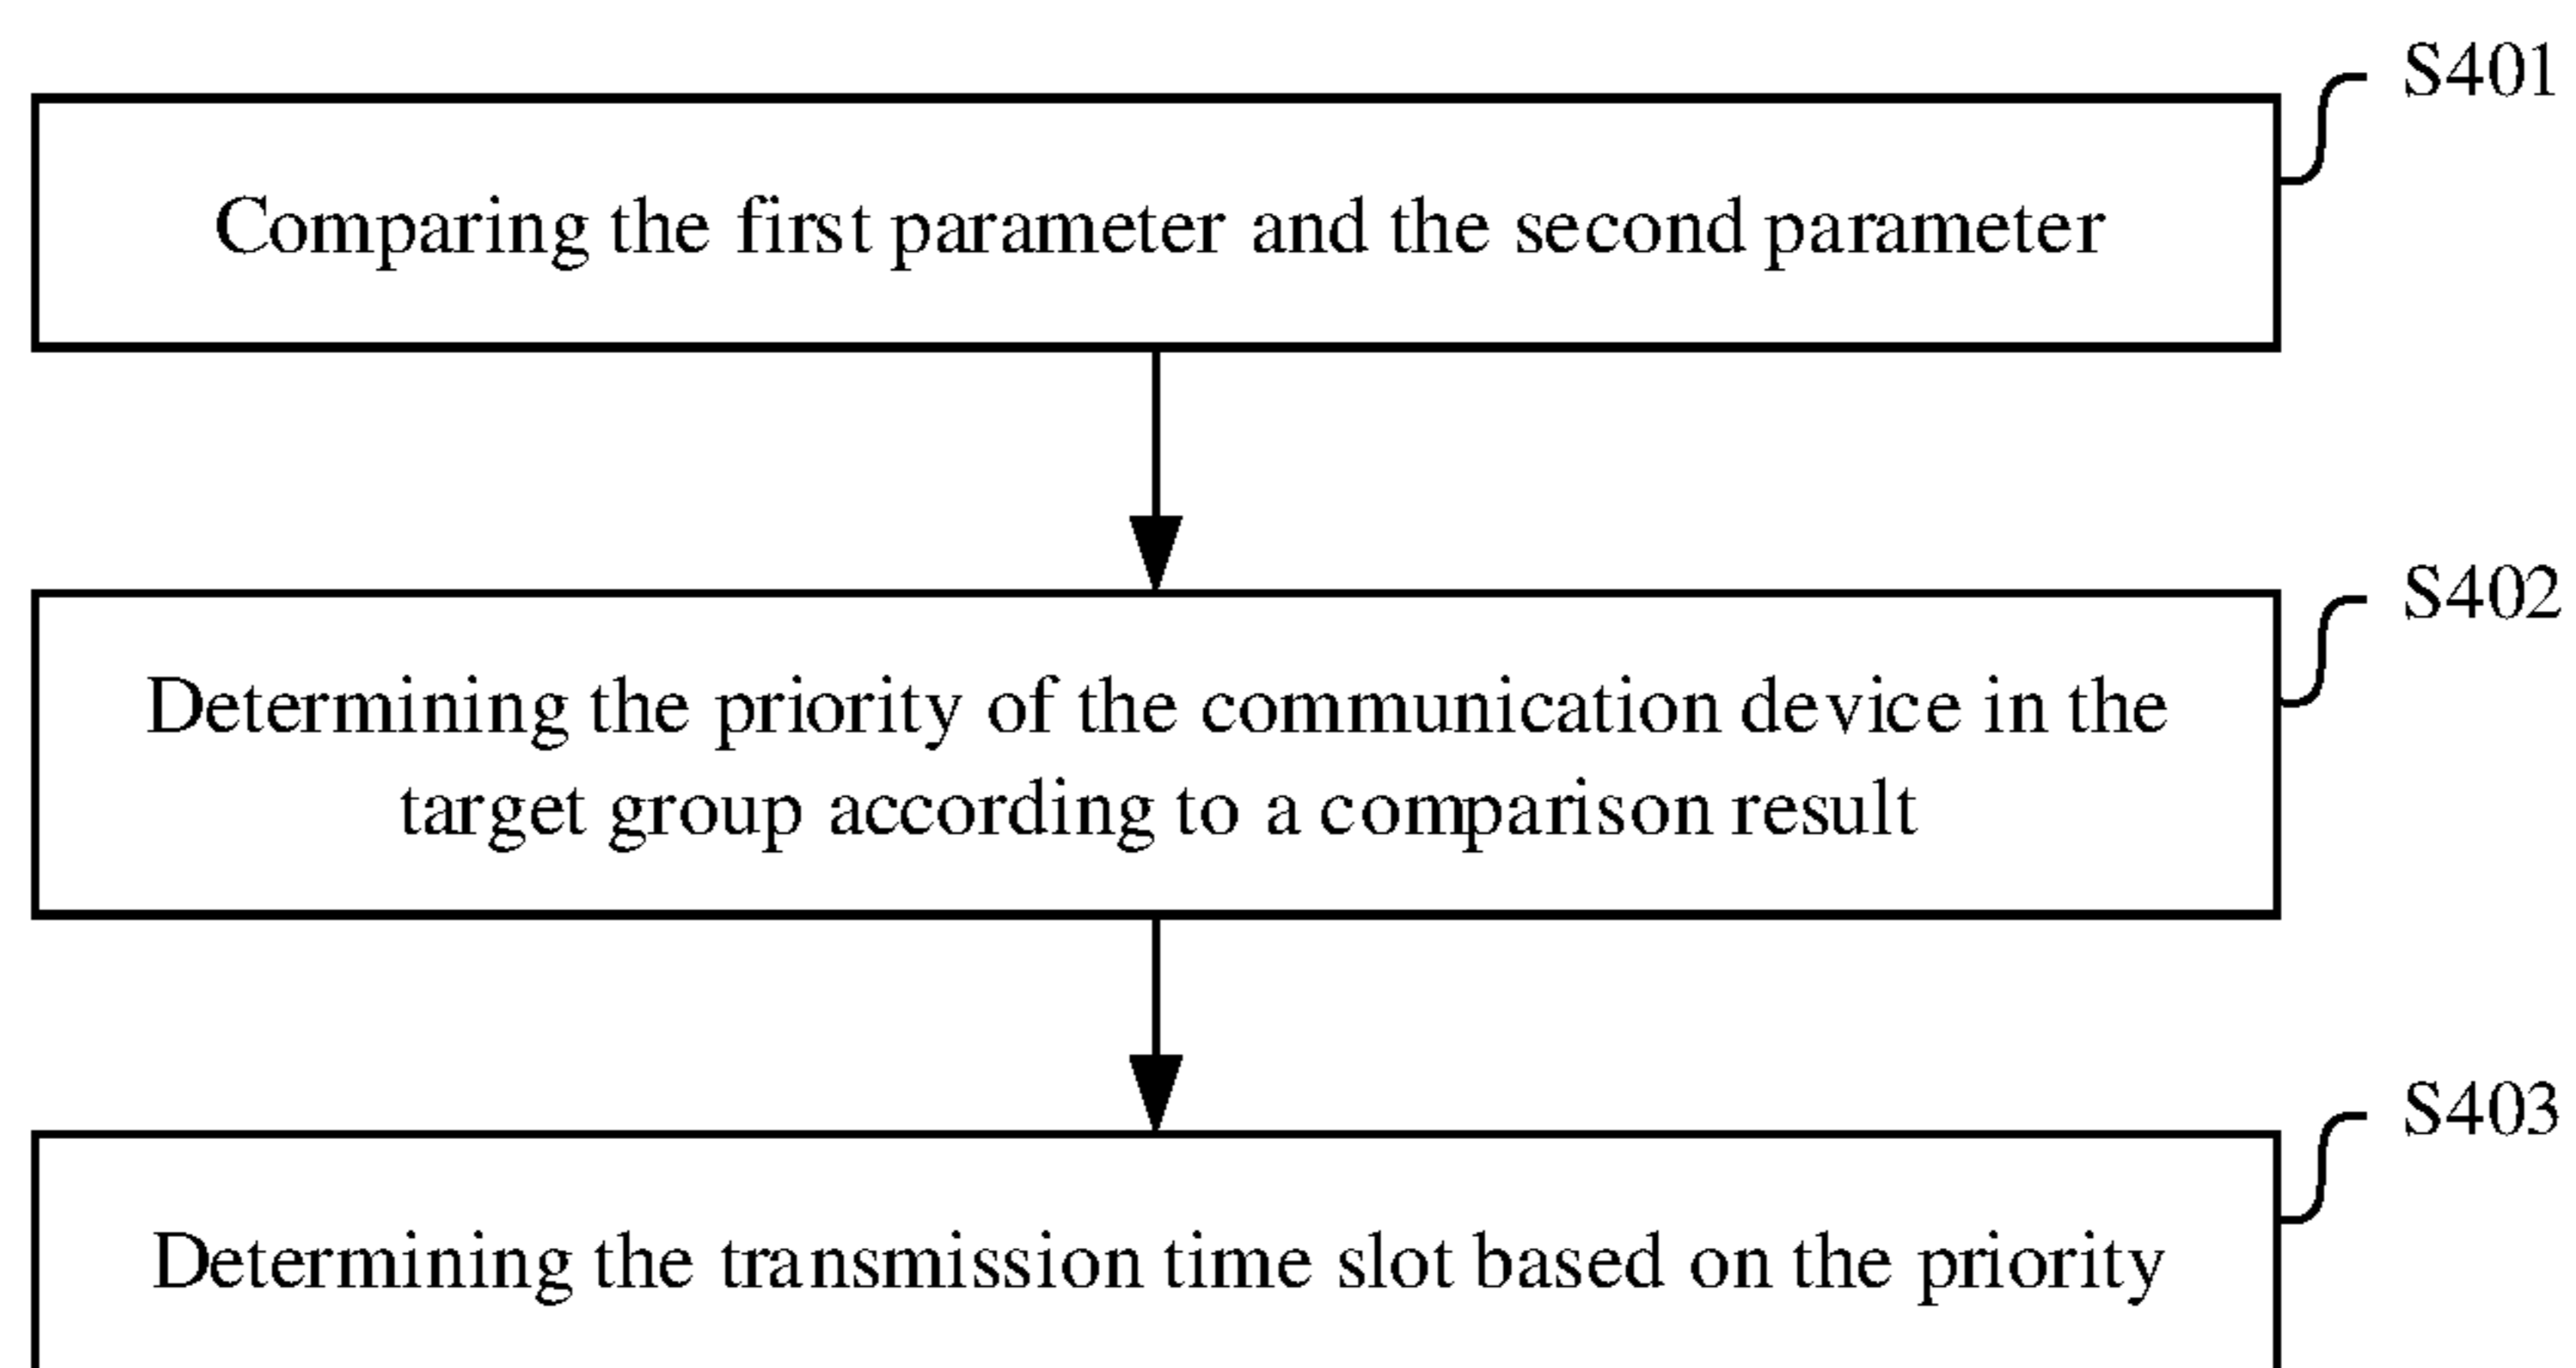 S401
Comparing the first parameter and the second parameter
S402
Determining the priority of the communication device in the
target group according to a comparison result
S403
Determining the transmission time slot based on the priority